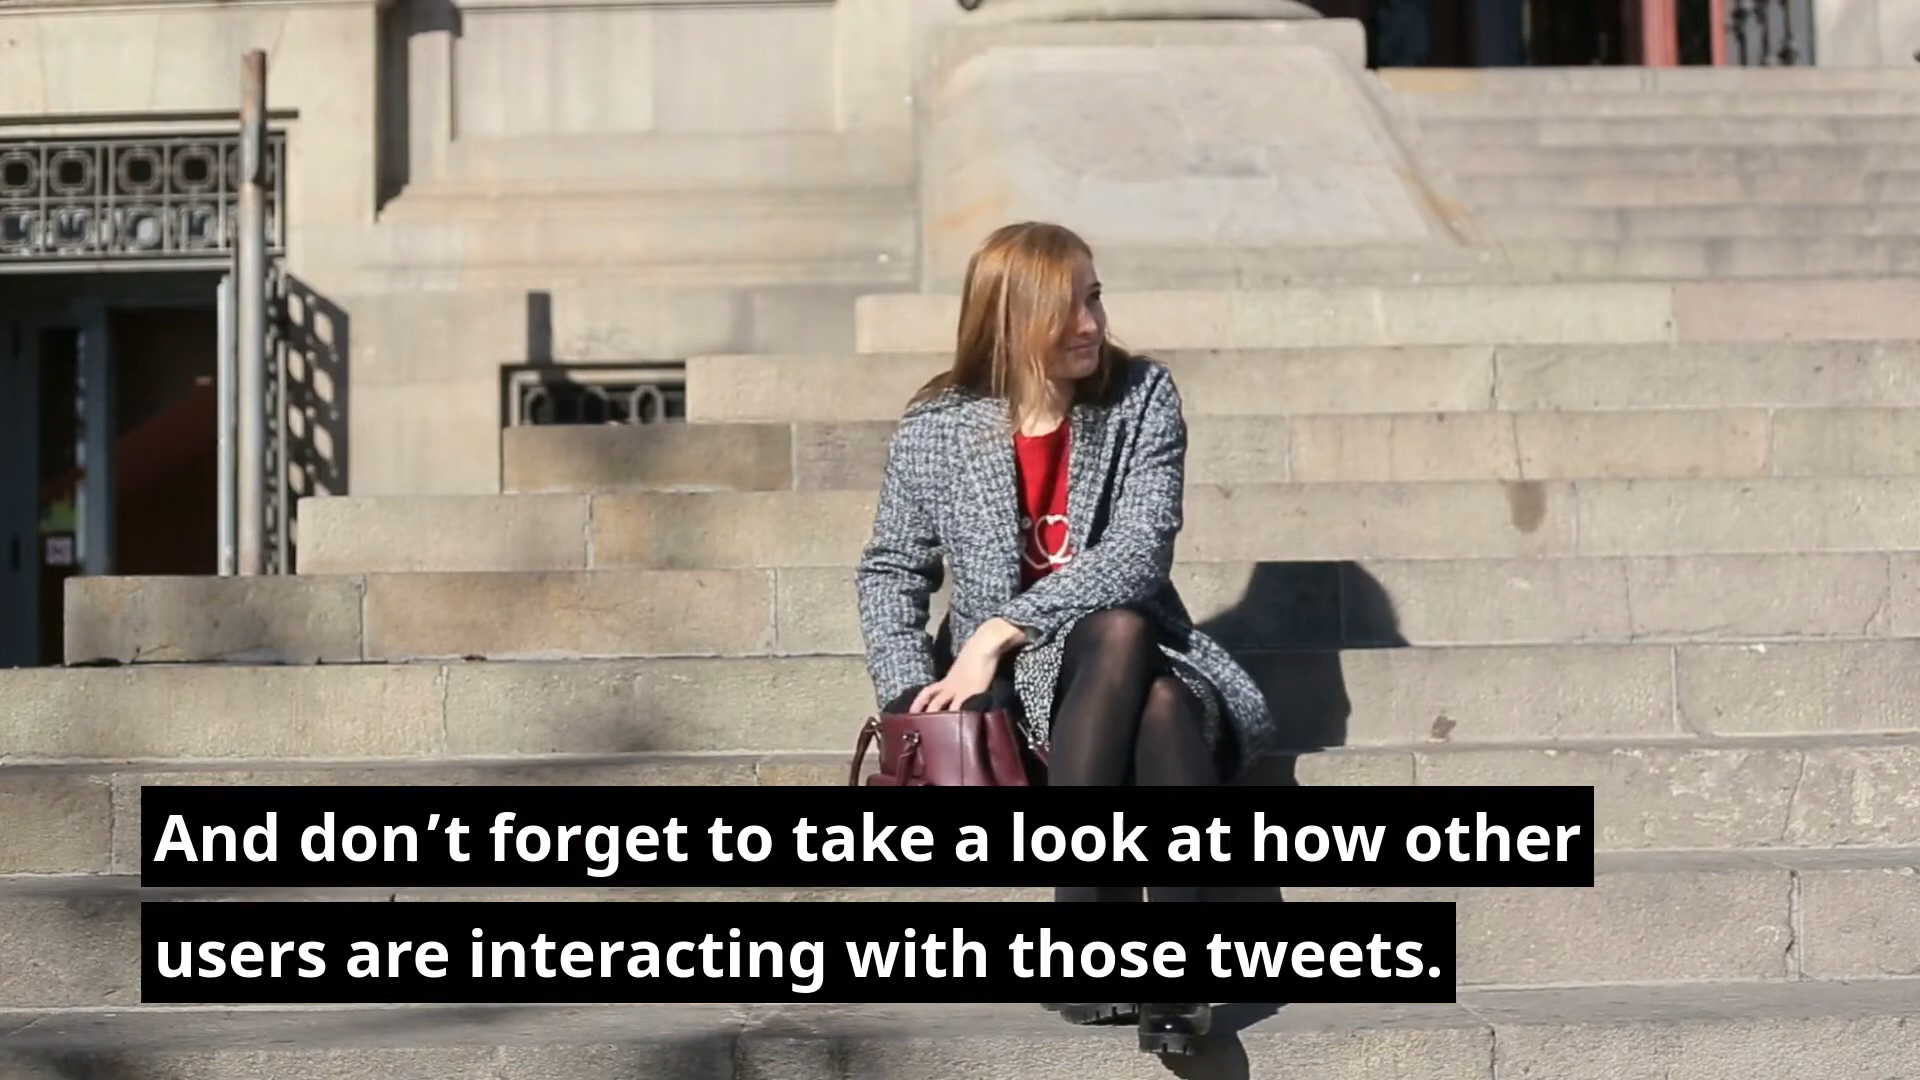 And don’t forget to take a look at how other
users are interacting with those tweets.